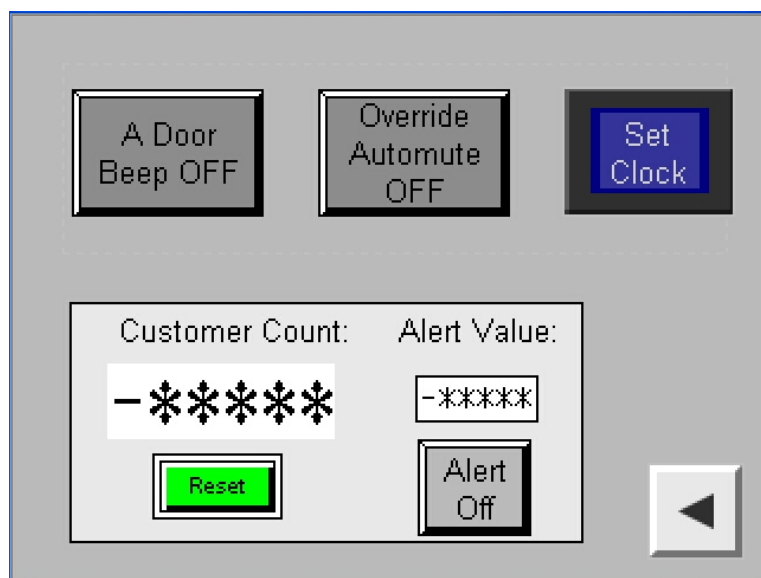 A Door
Beep OFF
Override
Automute
OFF
Set
Clock
Customer Count:
Alert Value:
-*****
-*****
Reset
Alert
Off